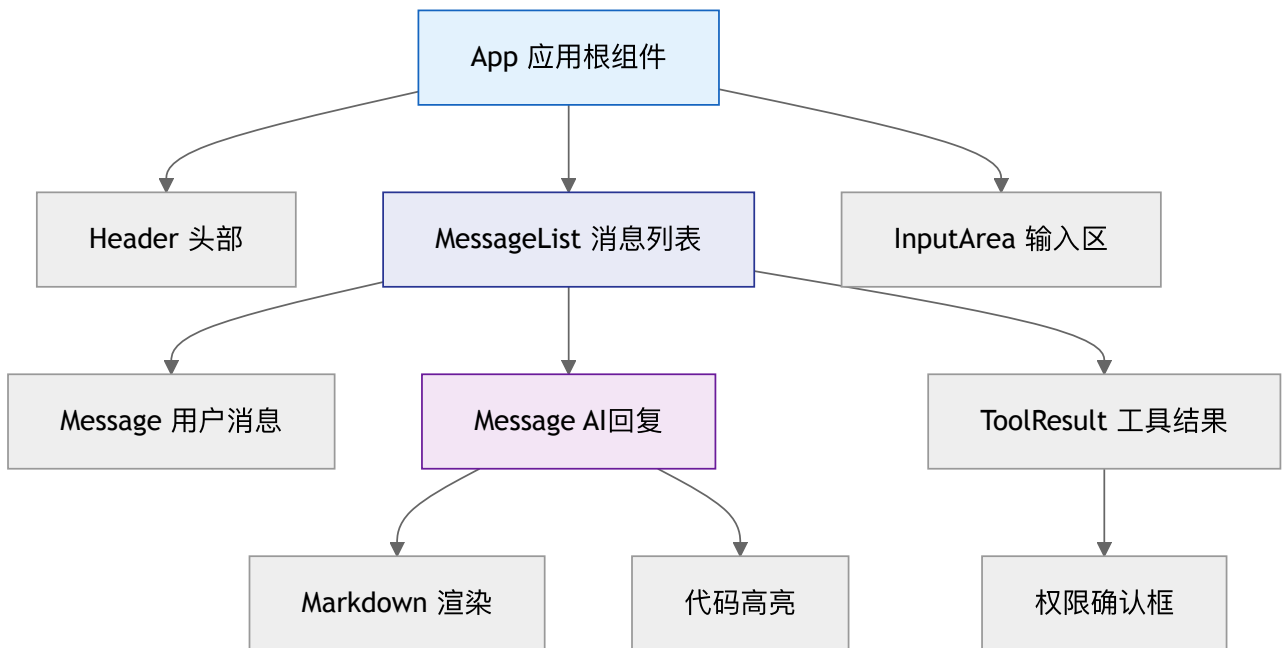 App 应用根组件
Header 头部
MessageList 消息列表
InputArea 输入区
Message 用户消息
Message AI回复
ToolResult 工具结果
Markdown 渲染
代码高亮
权限确认框